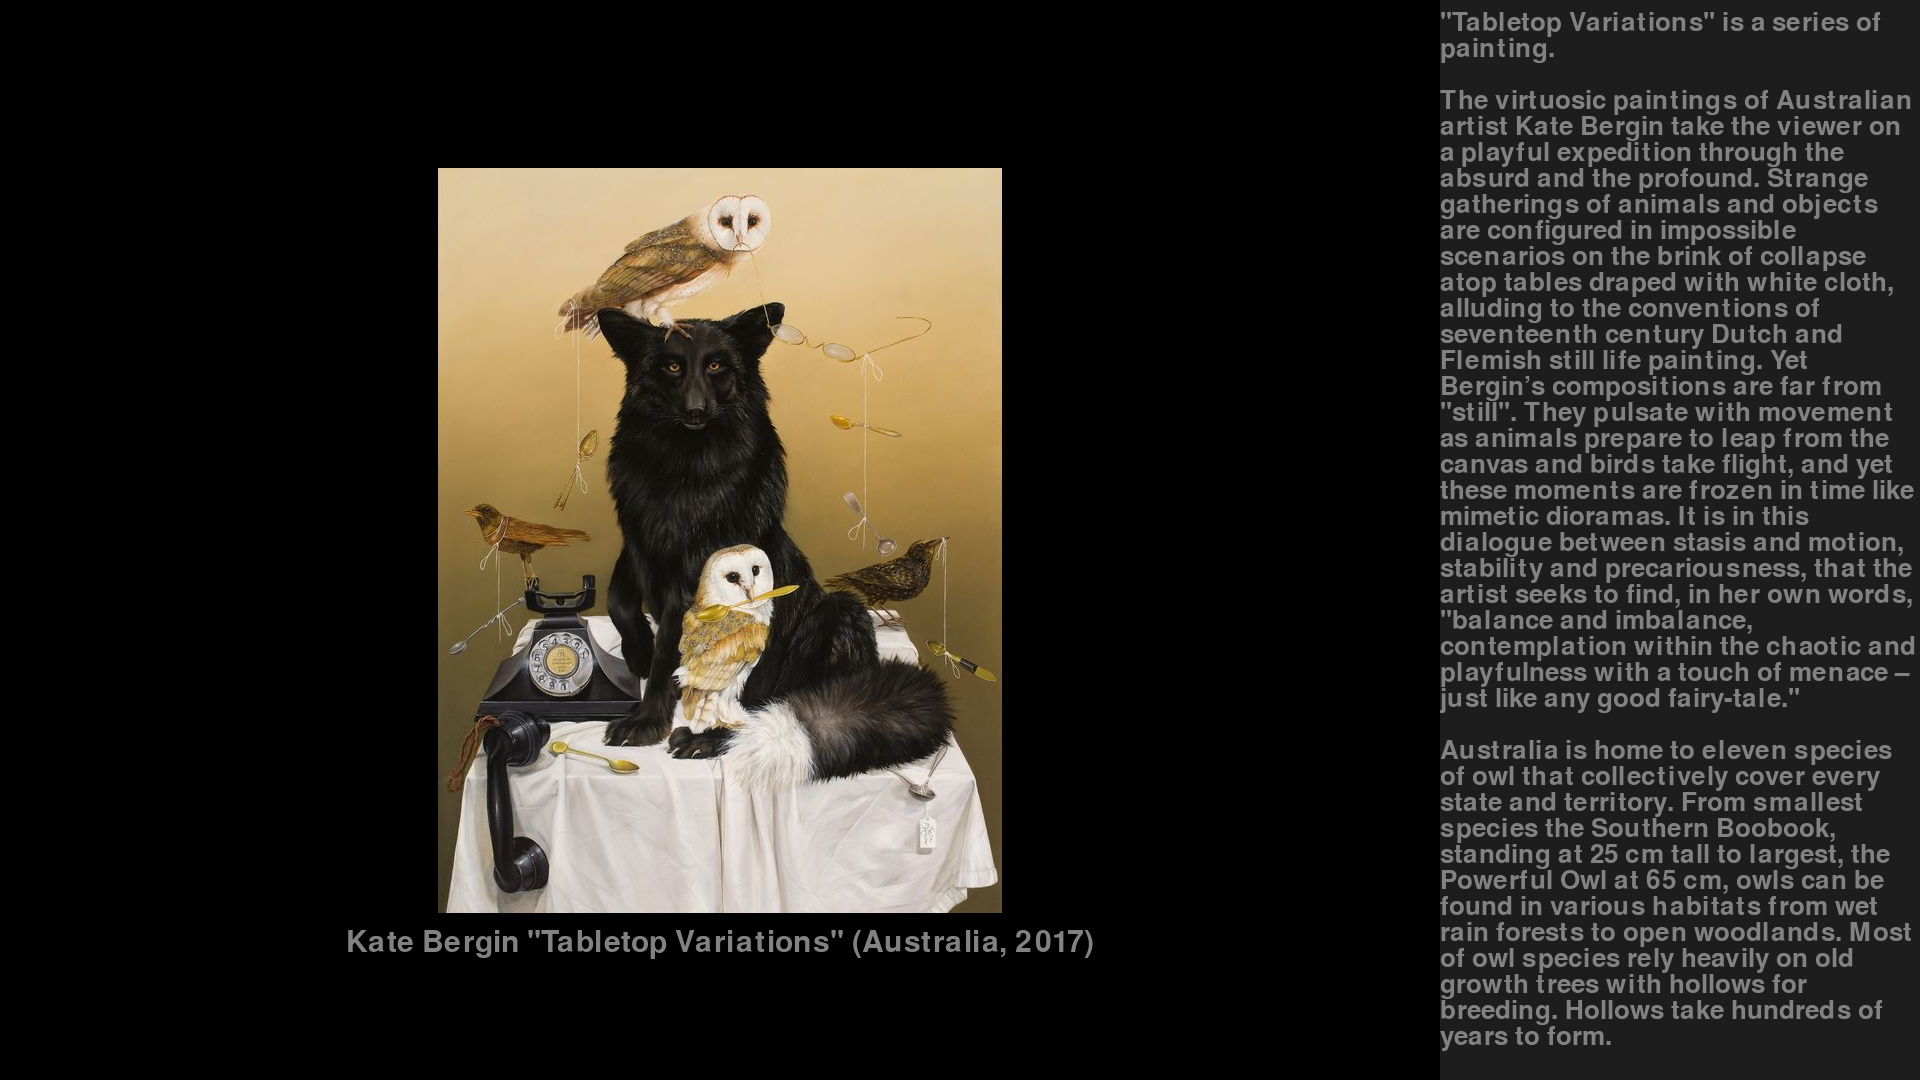 "Tabletop Variations" is a series of
painting.
The virtuosic paintings of Australian
artist Kate Bergin take the viewer on
a playful expedition through the
absurd and the profound. Strange
gatherings of animals and objects
are configured in impossible
scenarios on the brink of collapse
atop tables draped with white cloth,
alluding to the conventions of
seventeenth century Dutch and
Flemish still life painting. Yet
Bergin’s compositions are far from
"still". They pulsate with movement
as animals prepare to leap from the
canvas and birds take flight, and yet
these moments are frozen in time like
mimetic dioramas. It is in this
dialogue between stasis and motion,
stability and precariousness, that the
artist seeks to find, in her own words,
"balance and imbalance,
contemplation within the chaotic and
playfulness with a touch of menace –
just like any good fairy-tale."
Australia is home to eleven species
of owl that collectively cover every
state and territory. From smallest
species the Southern Boobook,
standing at 25 cm tall to largest, the
Powerful Owl at 65 cm, owls can be
found in various habitats from wet
rain forests to open woodlands. Most
of owl species rely heavily on old
growth trees with hollows for
breeding. Hollows take hundreds of
years to form.
Kate Bergin "Tabletop Variations" (Australia, 2017)